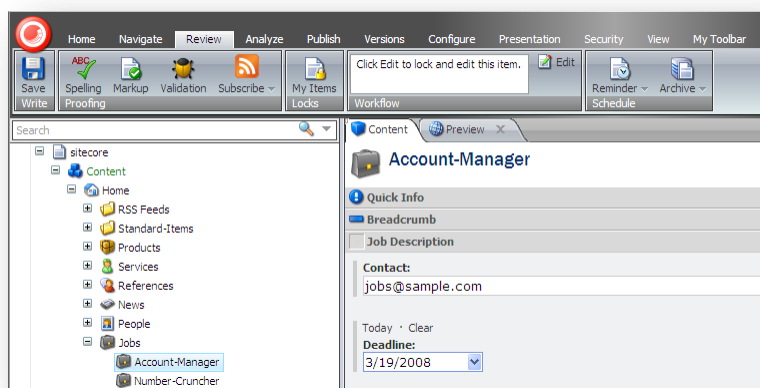 Home Navigate Review Analyze Publish Versions Configure Presentation Security View My Toolbar
ABC
Click Edit to lock and edit this item. Edit
Save Spelling Markup Validation Subscribe My Items Reminder Archive
Write Proofing Locks Workflow Schedule
Search
Content Preview X
sitecore
Content
Home
RSS Feeds
Standard-Items
Products
Services
References
News
People
Jobs
Account-Manager
Number-Cruncher
Account-Manager
Quick Info
Breadcrumb
Job Description
Contact:
jobs@sample.com
Today · Clear
Deadline:
3/19/2008